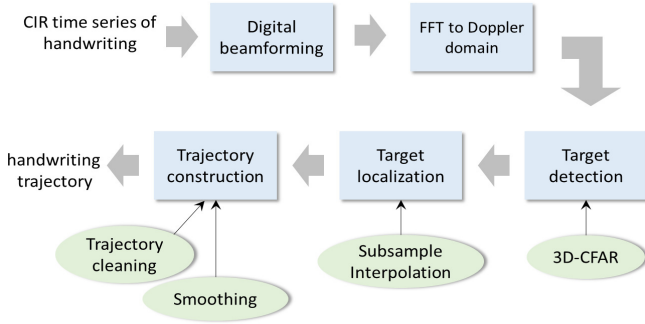 CIR time series of
handwriting
Digital
beamforming
FFT to Doppler
domain
handwriting
trajectory
Trajectory
construction
Target
localization
Target
detection
Trajectory
cleaning
Smoothing
Subsample
Interpolation
3D-CFAR